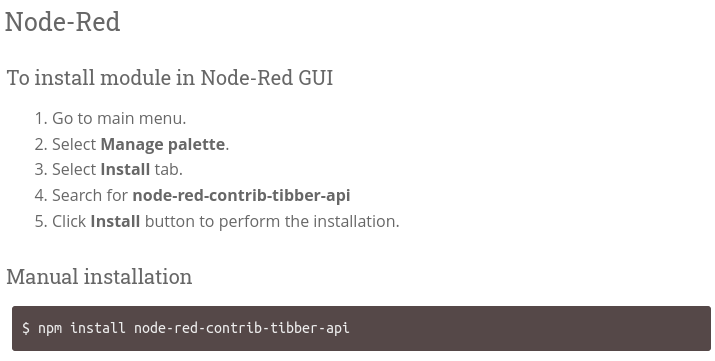 Node-Red
To install module in Node-Red GUI
1. Go to main menu.
2. Select Manage palette.
3. Select Install tab.
4. Search for node-red-contrib-tibber-api
5. Click Install button to perform the installation.
Manual installation
$ npm install node-red-contrib-tibber-api